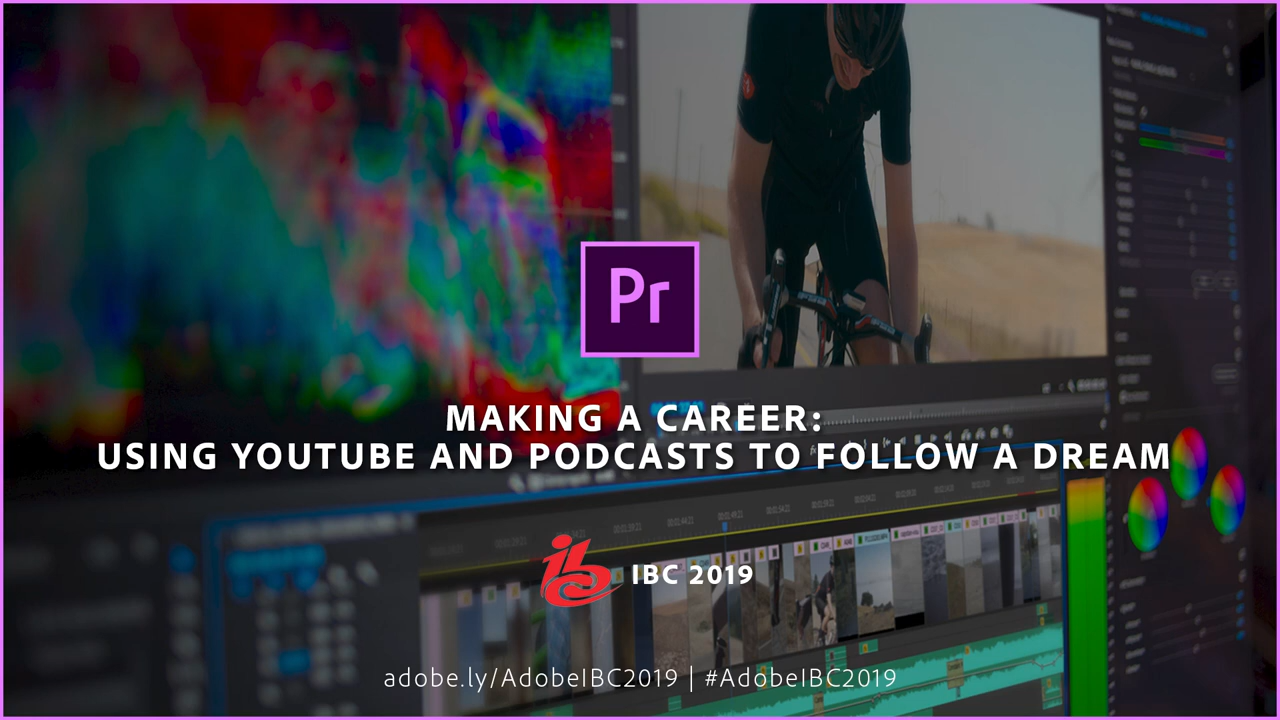 Pr
MAKING A CAREER:
USING YOUTUBE AND PODCASTS TO FOLLOW A DREAM
IBC 2019
adobe.ly/AdobeIBC2019 | #AdobeIBC2019